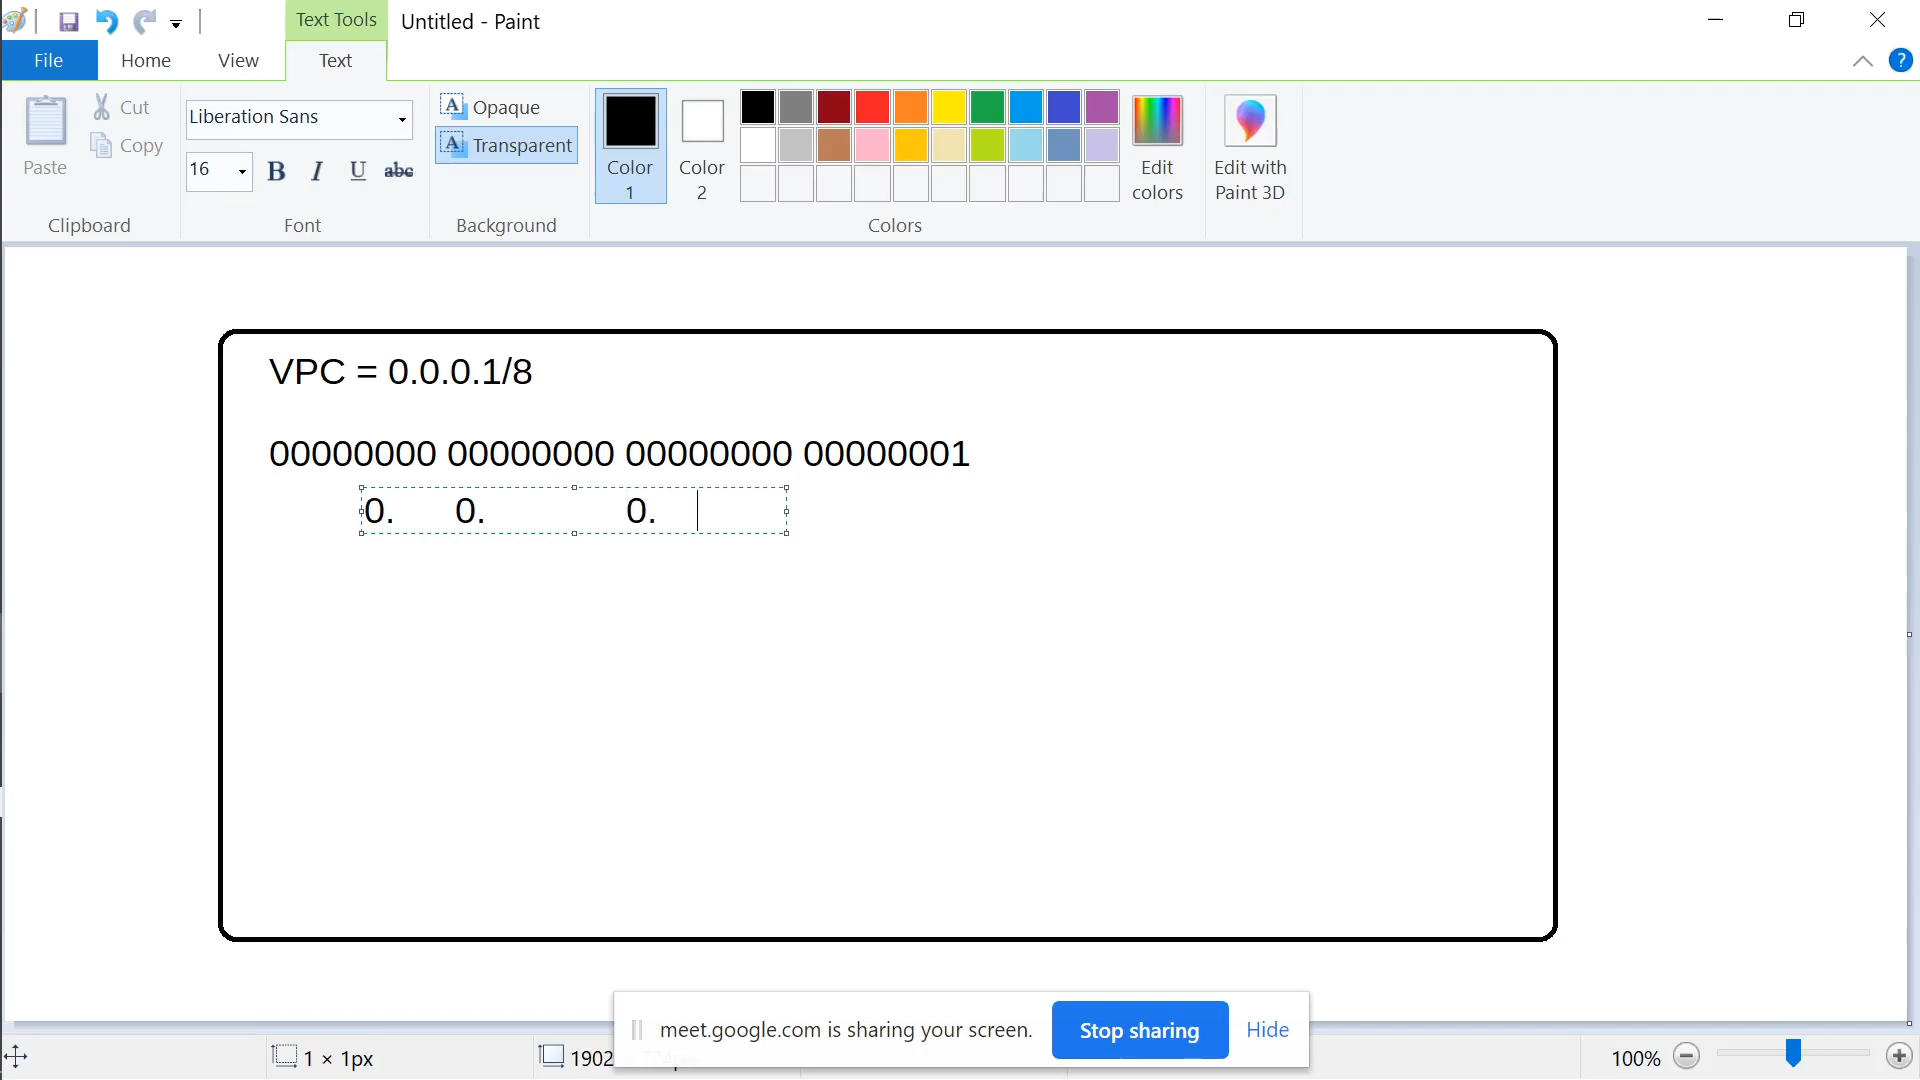 Text Tools
Untitled - Paint
File
Home
View
Text
Paste
Cut
Copy
Clipboard
Liberation Sans
16
B I U abc
Font
A Opaque
A Transparent
Background
Color
1
Color
2
Colors
Edit
colors
Edit with
Paint 3D
?
VPC = 0.0.0.1/8
00000000 00000000 00000000 00000001
0. 0. 0.
meet.google.com is sharing your screen.
Stop sharing
Hide
1 × 1px
1902
100%